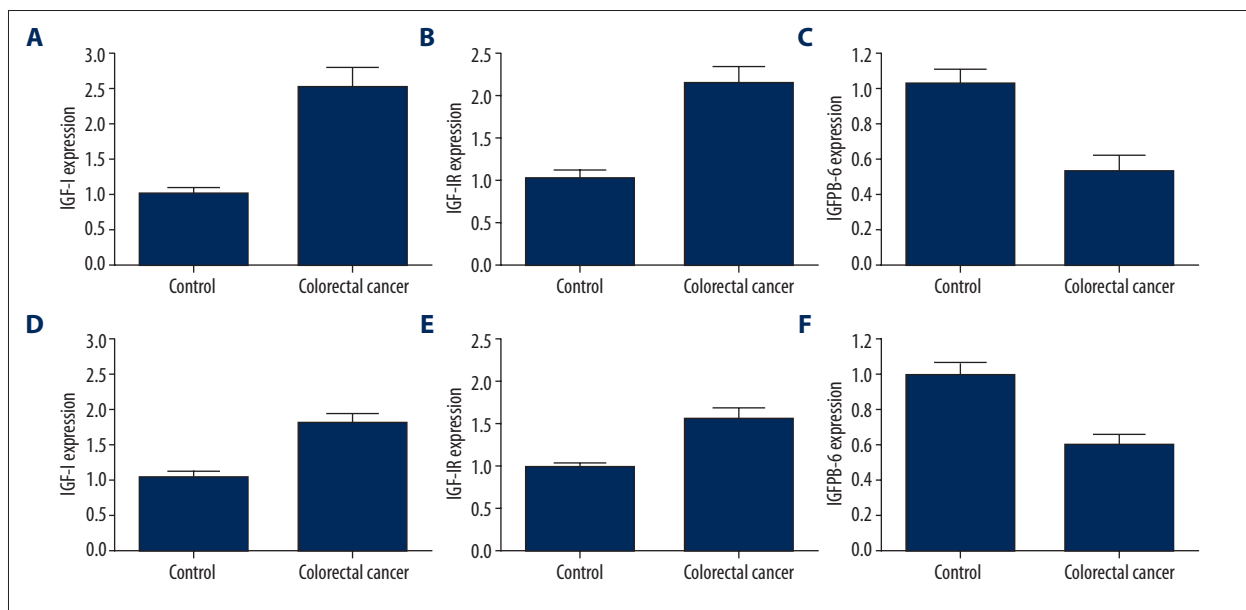 A
IGF-I expression
3.0
2.5
2.0
1.5
1.0
0.5
0.0
Control
Colorectal cancer
B
IGF-IR expression
2.5
2.0
1.5
1.0
0.5
0.0
Control
Colorectal cancer
C
IGFPB-6 expression
1.2
1.0
0.8
0.6
0.4
0.2
0.0
Control
Colorectal cancer
D
IGF-I expression
3.0
2.5
2.0
1.5
1.0
0.5
0.0
Control
Colorectal cancer
E
IGF-IR expression
2.5
2.0
1.5
1.0
0.5
0.0
Control
Colorectal cancer
F
IGFPB-6 expression
1.2
1.0
0.8
0.6
0.4
0.2
0.0
Control
Colorectal cancer